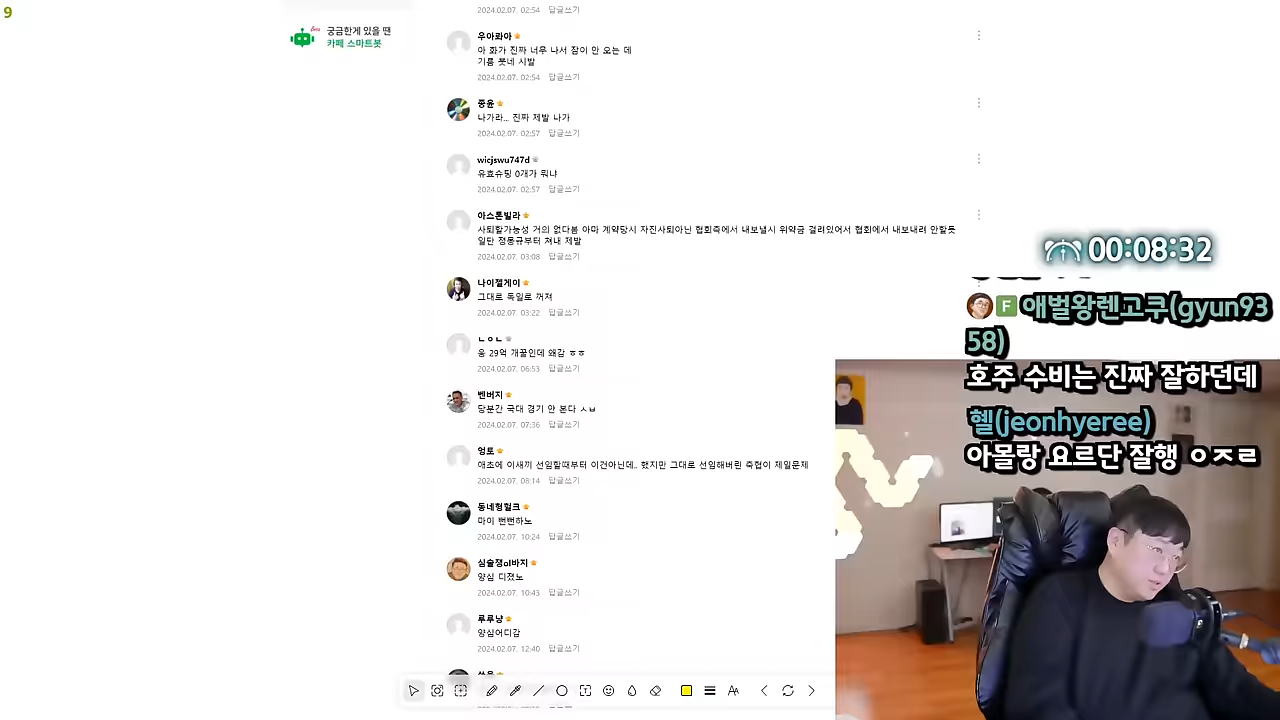 9
궁금한게 있을 땐
Beta
카페 스마트봇
2024.02.07. 02:54 답글쓰기
우아봐아
아 화가 진짜 너무 나서 잠이 안 오는 데
기름 붓네 시발
2024.02.07. 02:54 답글쓰기
중윤
나가라... 진짜 제발 나가
2024.02.07. 02:57 답글쓰기
wicjswu747d
유효슈팅 0개가 뭐냐
2024.02.07. 02:57 답글쓰기
아스톤빌라
사퇴할가능성 거의 없다봄 아마 계약당시 자진사퇴아닌 협회측에서 내보낼시 위약금 걸려있어서 협회에서 내보내려 안할듯
일단 정몽규부터 쳐내 제발
2024.02.07. 03:08 답글쓰기
나이젤게이
그대로 독일로 꺼져
2024.02.07. 03:22 답글쓰기
ㄴㅇㄴ
웅 29억 개꿀인데 왜감 ㅎㅎ
2024.02.07. 06:53 답글쓰기
벤버지
당분간 국대 경기 안 본다 ㅅㅂ
2024.02.07. 07:36 답글쓰기
엉토
애초에 이새끼 선임할때부터 이건아닌데.. 했지만 그대로 선임해버린 축협이 제일문제
2024.02.07. 08:14 답글쓰기
동네형헐크
마이 뻔뻔하노
2024.02.07. 10:24 답글쓰기
심술쟁ol바지
양심 디졌노
2024.02.07. 10:43 답글쓰기
루루냥
양심어디감
2024.02.07. 12:40 답글쓰기
00:08:32
F 애벌왕렌고쿠(gyun93
58)
호주 수비는 진짜 잘하던데
혤(jeonhyeree)
아몰랑 요르단 잘행 ㅇㅈㄹ